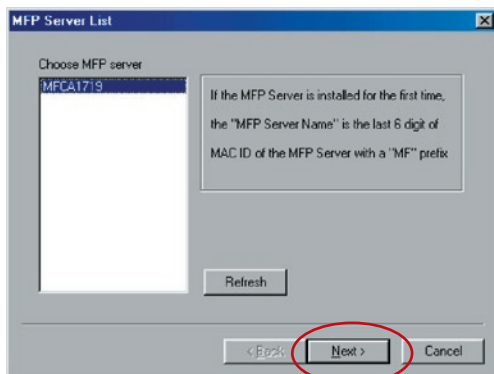 MFP Server List
Choose MFP server
MFCA1719
If the MFP Server is installed for the first time,
the "MFP Server Name" is the last 6 digit of
MAC ID of the MFP Server with a "MF" prefix
Refresh
< Back
Next >
Cancel